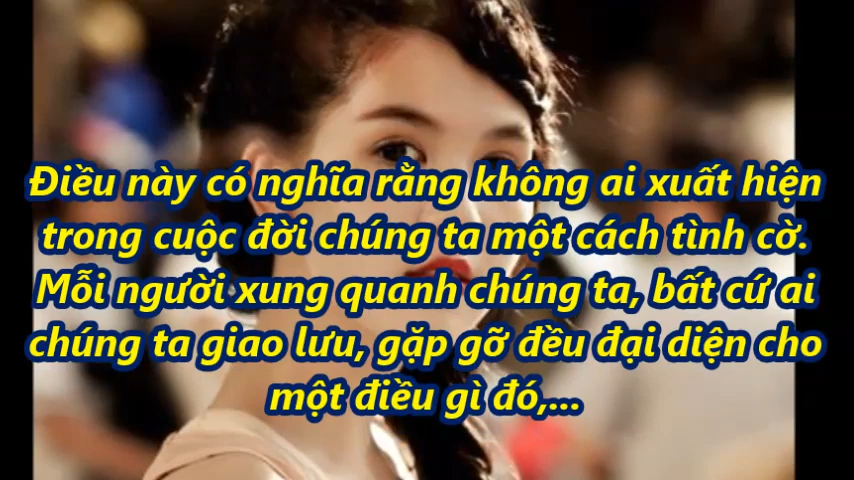 Điều này có nghĩa rằng không ai xuất hiện
trong cuộc đời chúng ta một cách tình cờ.
Mỗi người xung quanh chúng ta, bất cứ ai
chúng ta giao lưu, gặp gỡ đều đại diện cho
một điều gì đó,...